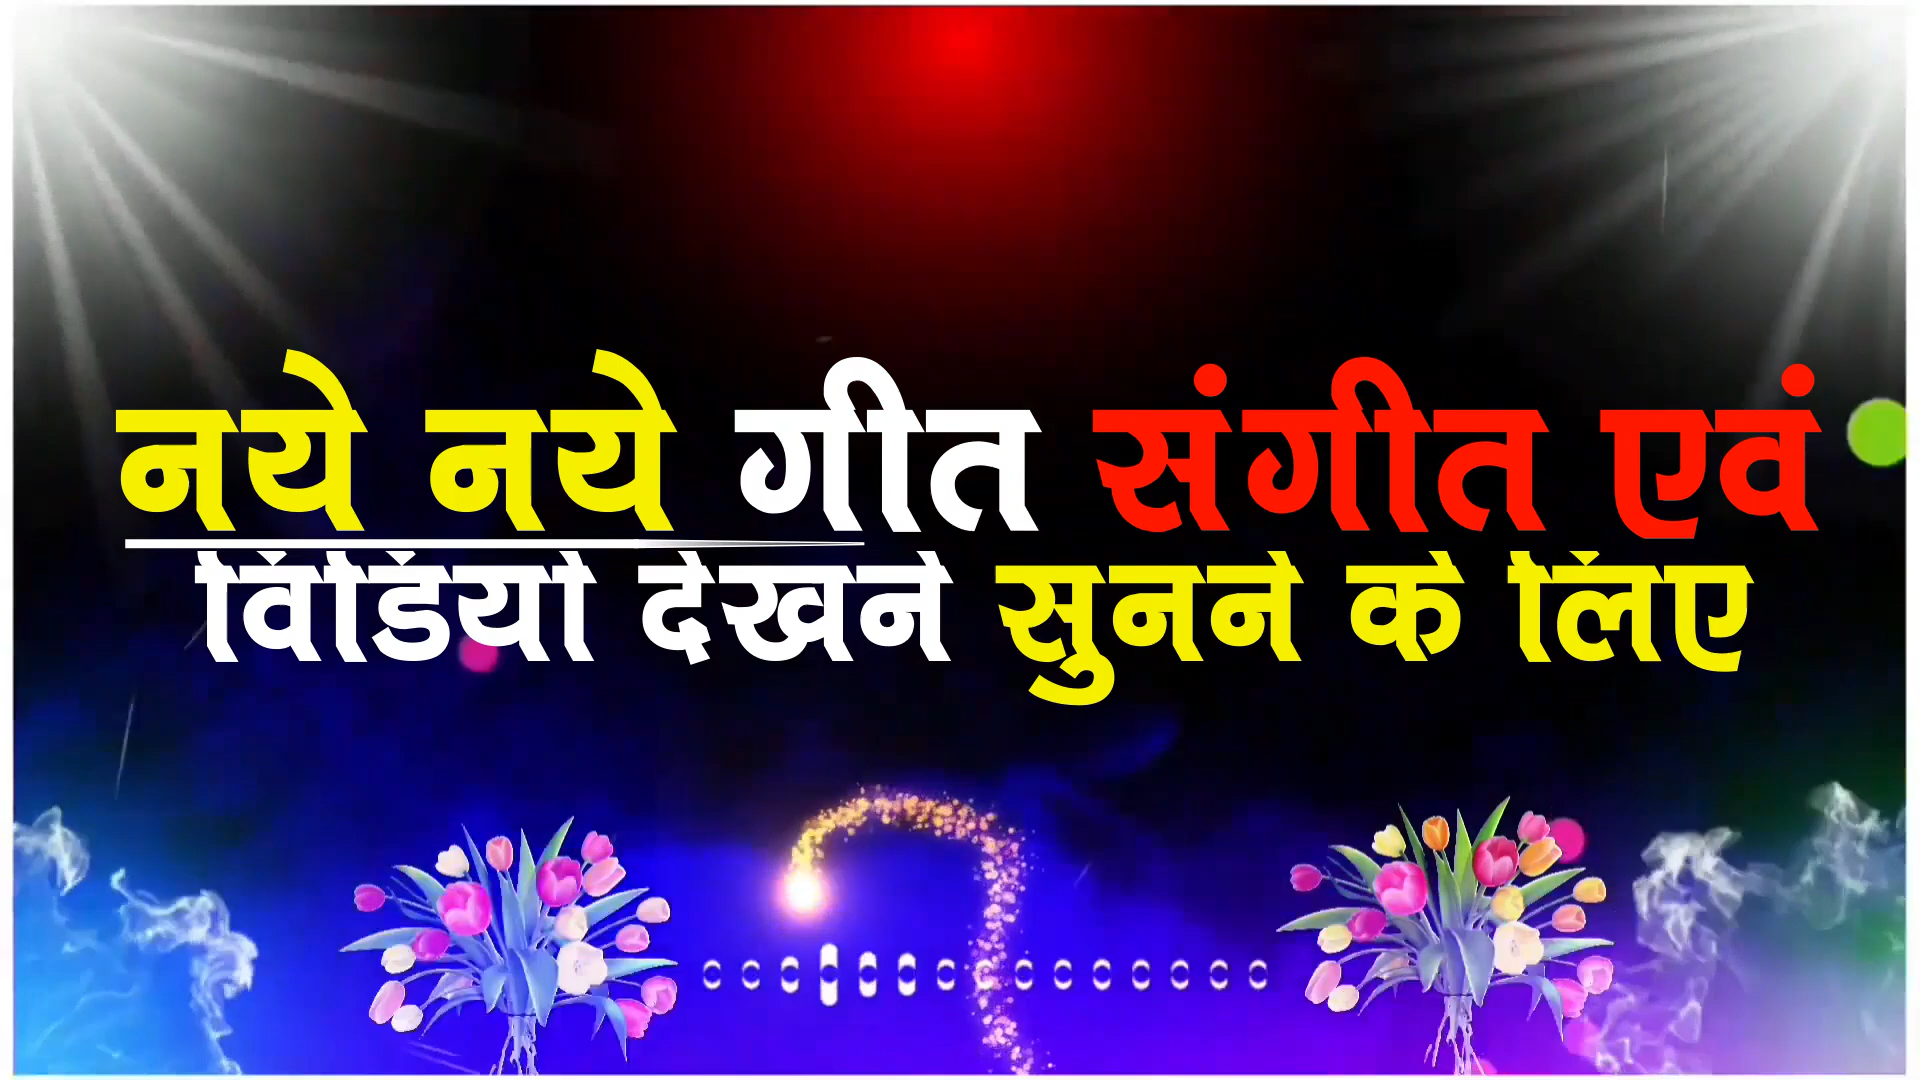 नये नये गीत संगीत एवं
विडियो देखने सुनने के लिए